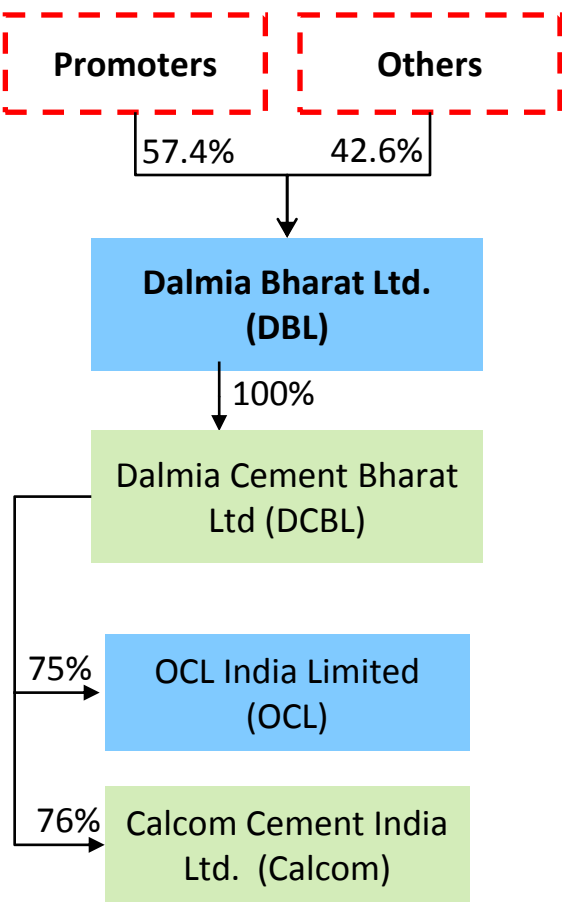 Promoters
Others
57.4%
42.6%
Dalmia Bharat Ltd.
(DBL)
100%
Dalmia Cement Bharat
Ltd (DCBL)
75%
OCL India Limited
(OCL)
76%
Calcom Cement India
Ltd. (Calcom)